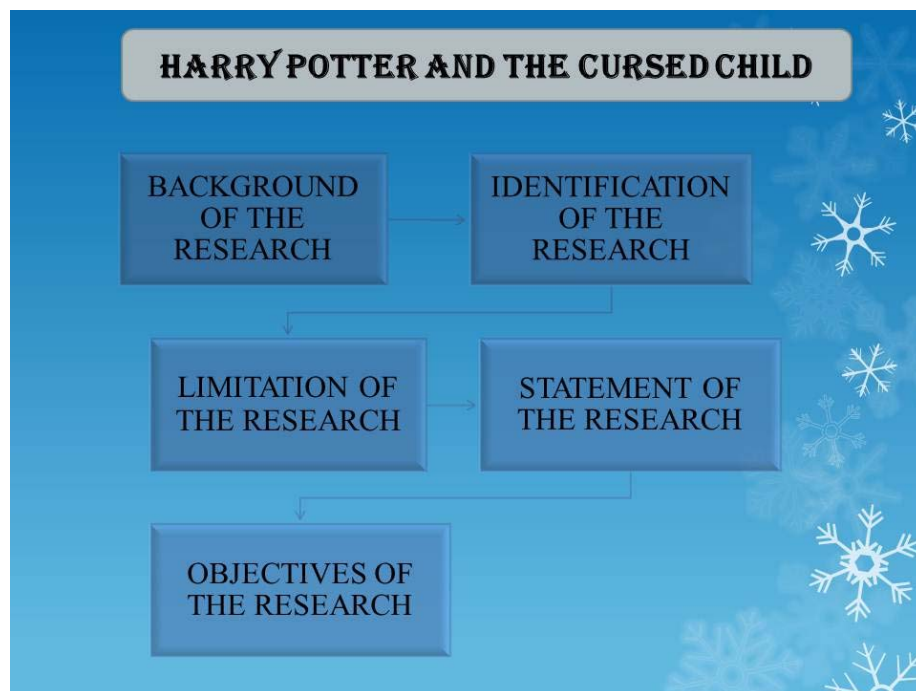 HARRY POTTER AND THE CURSED CHILD
BACKGROUND
OF THE
RESEARCH
IDENTIFICATION
OF THE
RESEARCH
LIMITATION OF
THE RESEARCH
STATEMENT OF
THE RESEARCH
OBJECTIVES OF
THE RESEARCH